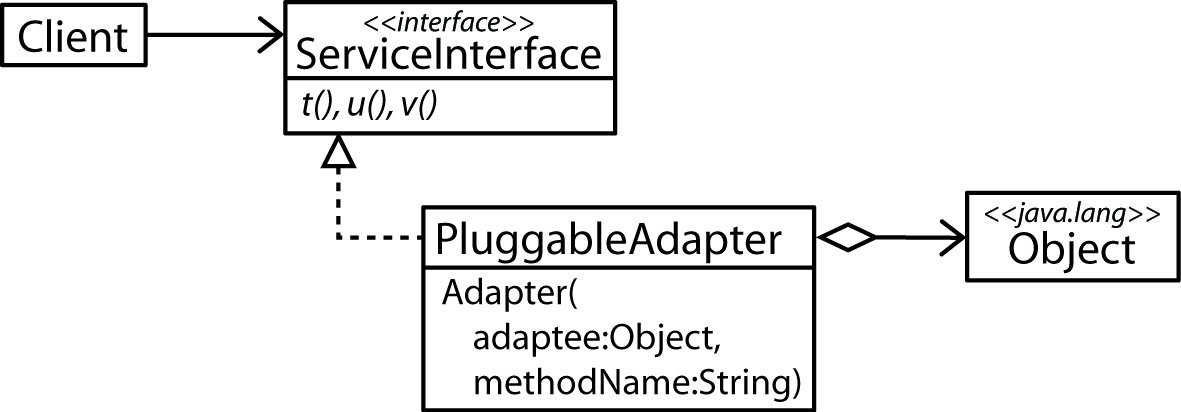 Client
<<interface>>
ServiceInterface
t(), u(), v()
PluggableAdapter
Adapter(
adaptee:Object,
methodName:String)
<<java.lang>>
Object